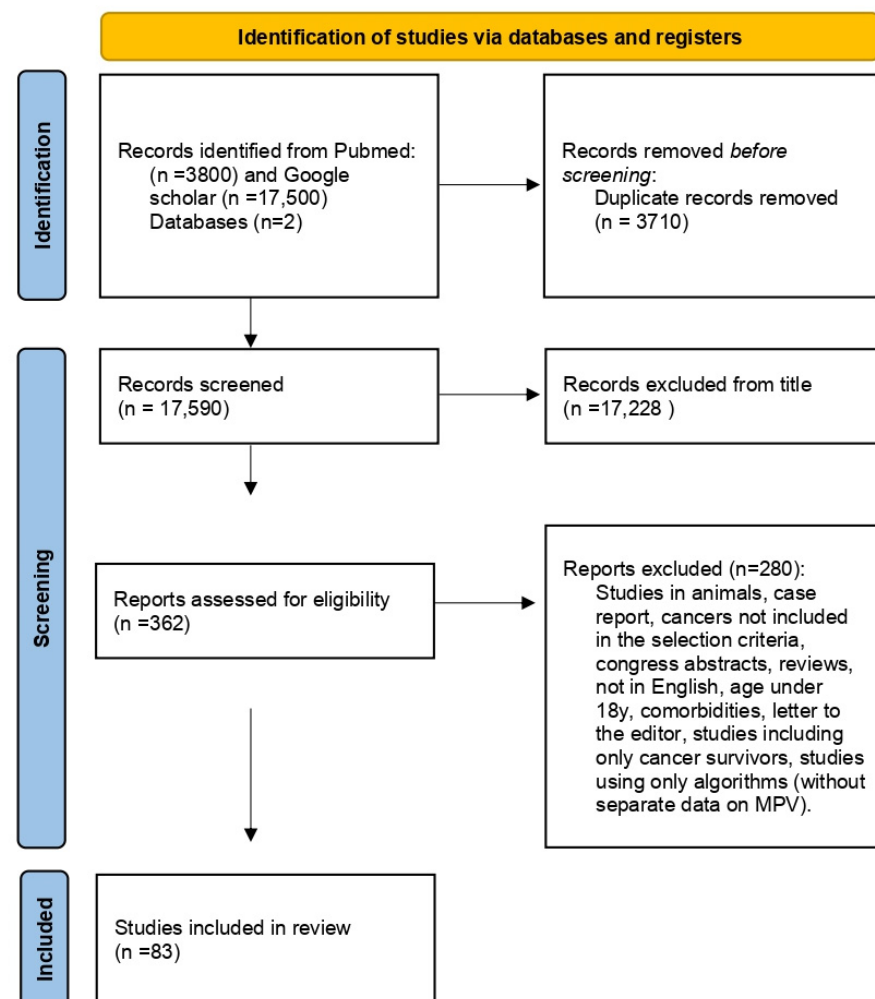 Identification of studies via databases and registers
Identification
Records identified from Pubmed:
(n =3800) and Google
scholar (n =17,500)
Databases (n=2)
Records removed before
screening:
Duplicate records removed
(n = 3710)
Screening
Records screened
(n = 17,590)
Records excluded from title
(n =17,228 )
Reports assessed for eligibility
(n =362)
Reports excluded (n=280):
Studies in animals, case
report, cancers not included
in the selection criteria,
congress abstracts, reviews,
not in English, age under
18y, comorbidities, letter to
the editor, studies including
only cancer survivors, studies
using only algorithms (without
separate data on MPV).
Included
Studies included in review
(n =83)